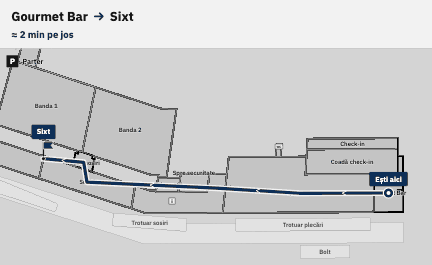 Gourmet Bar → Sixt
≈ 2 min pe jos
P Parter
Banda 1
Banda 2
Sixt
Spre securitate
Check-in
Coadă check-in
Ești aici
Trotuar sosiri
Trotuar plecări
Bolt